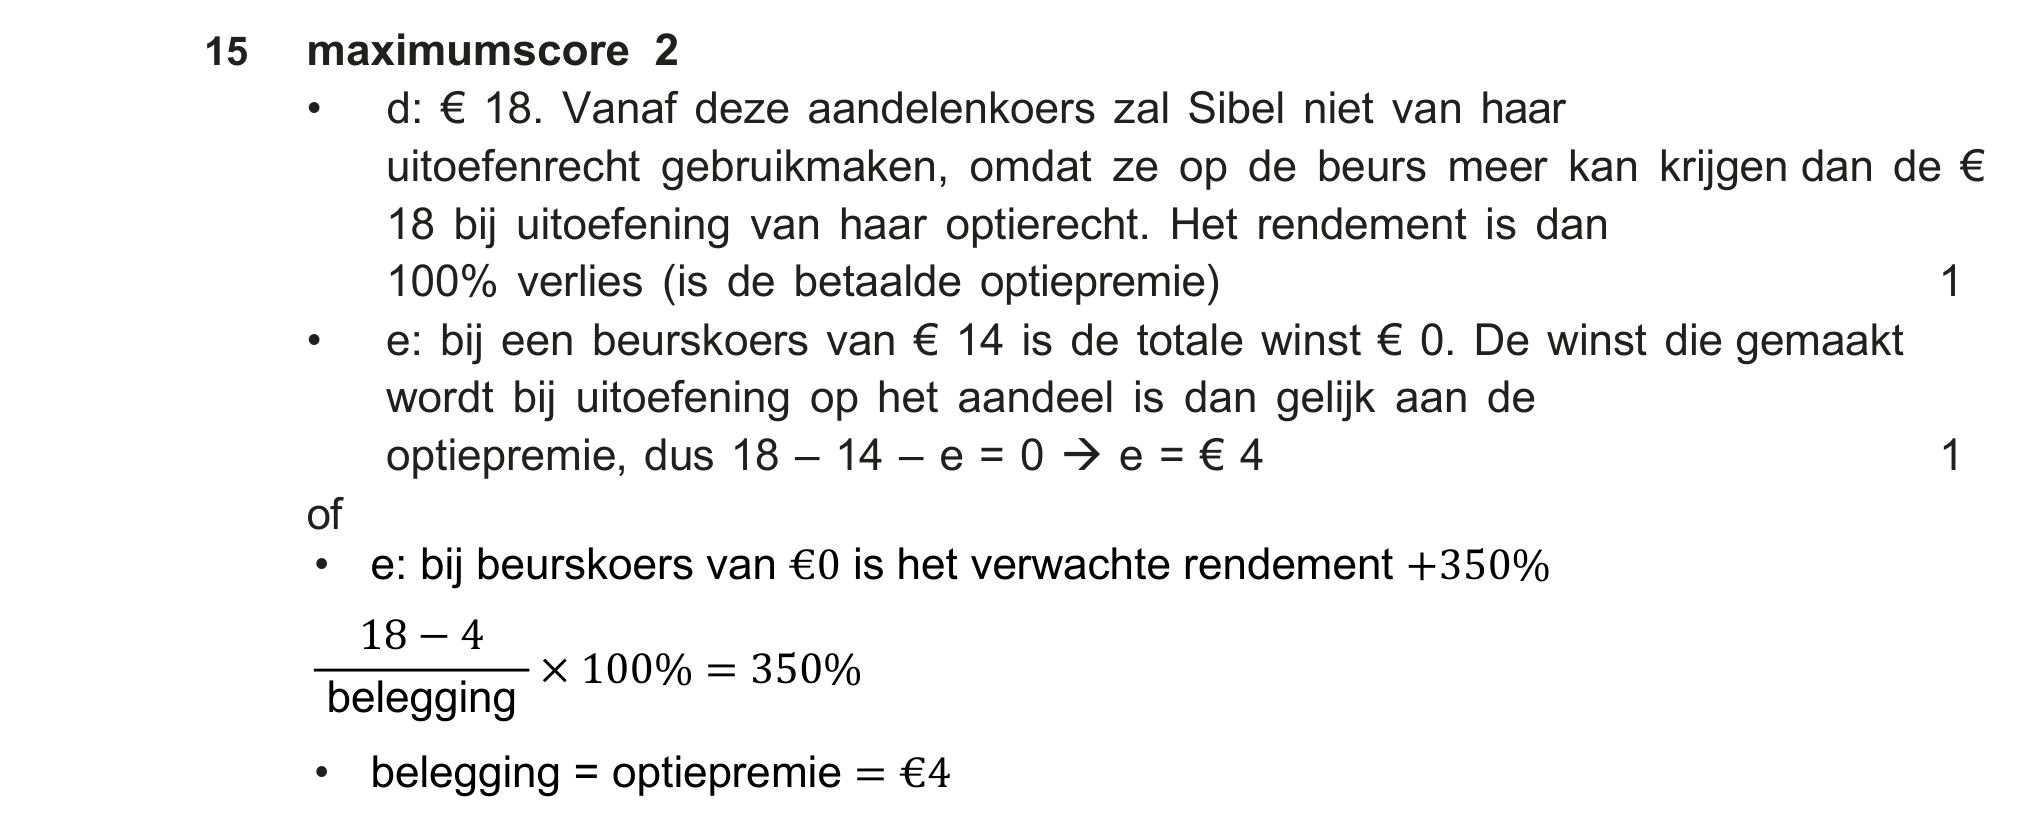 15 maximumscore 2
• d: € 18. Vanaf deze aandelenkoers zal Sibel niet van haar
uitoefenrecht gebruikmaken, omdat ze op de beurs meer kan krijgen dan de €
18 bij uitoefening van haar optierecht. Het rendement is dan
100% verlies (is de betaalde optiepremie) 1
• e: bij een beurskoers van € 14 is de totale winst € 0. De winst die gemaakt
wordt bij uitoefening op het aandeel is dan gelijk aan de
optiepremie, dus 18 – 14 – e = 0 → e = € 4 1
of
• e: bij beurskoers van €0 is het verwachte rendement +350%
18 − 4
belegging × 100% = 350%
• belegging = optiepremie = €4